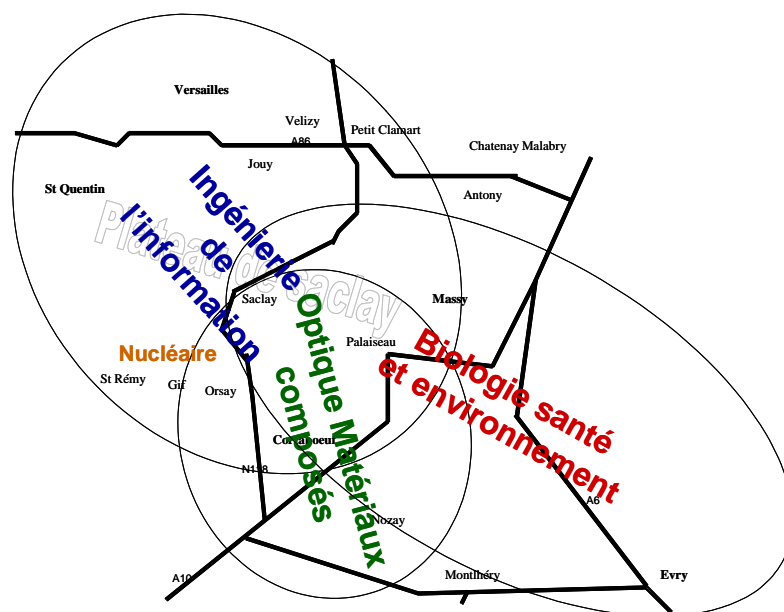 Versailles
Velizy
A86
Petit Clamart
Chatenay Malabry
Jouy
St Quentin
Antony
Ingénierie
de
l'information
Plateau de saclay
Saclay
Massy
Palaiseau
Nucléaire
St Rémy
Gif
Orsay
Optique Matériaux
composés
Biologie santé
et environnement
N118
Nozay
A6
A10
Montlhéry
Evry